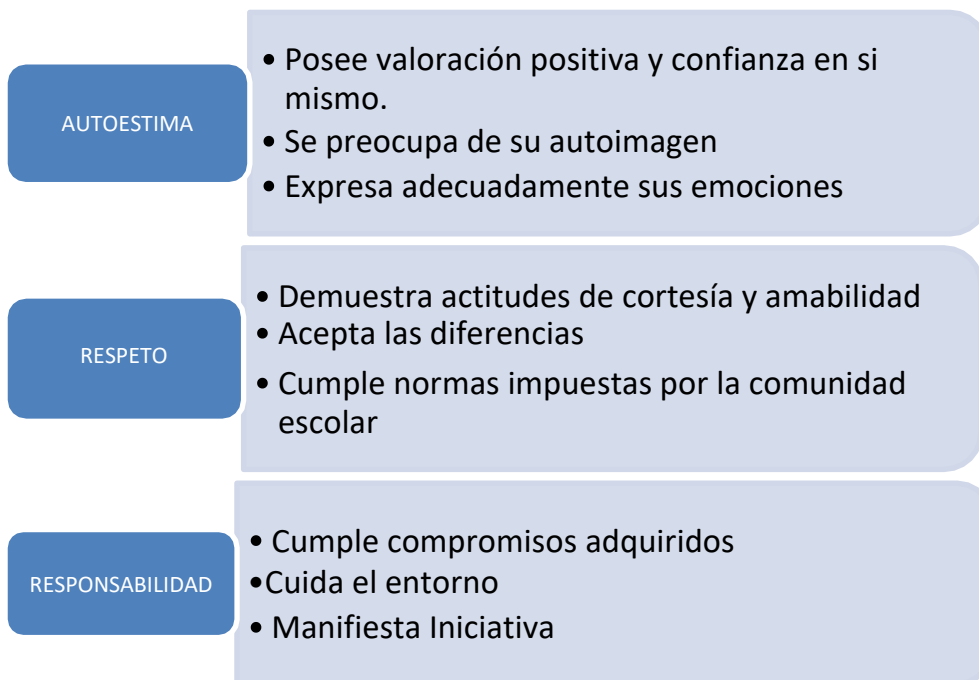 AUTOESTIMA
• Posee valoración positiva y confianza en si
mismo.
• Se preocupa de su autoimagen
• Expresa adecuadamente sus emociones
RESPETO
• Demuestra actitudes de cortesía y amabilidad
• Acepta las diferencias
• Cumple normas impuestas por la comunidad
escolar
RESPONSABILIDAD
• Cumple compromisos adquiridos
•Cuida el entorno
• Manifiesta Iniciativa